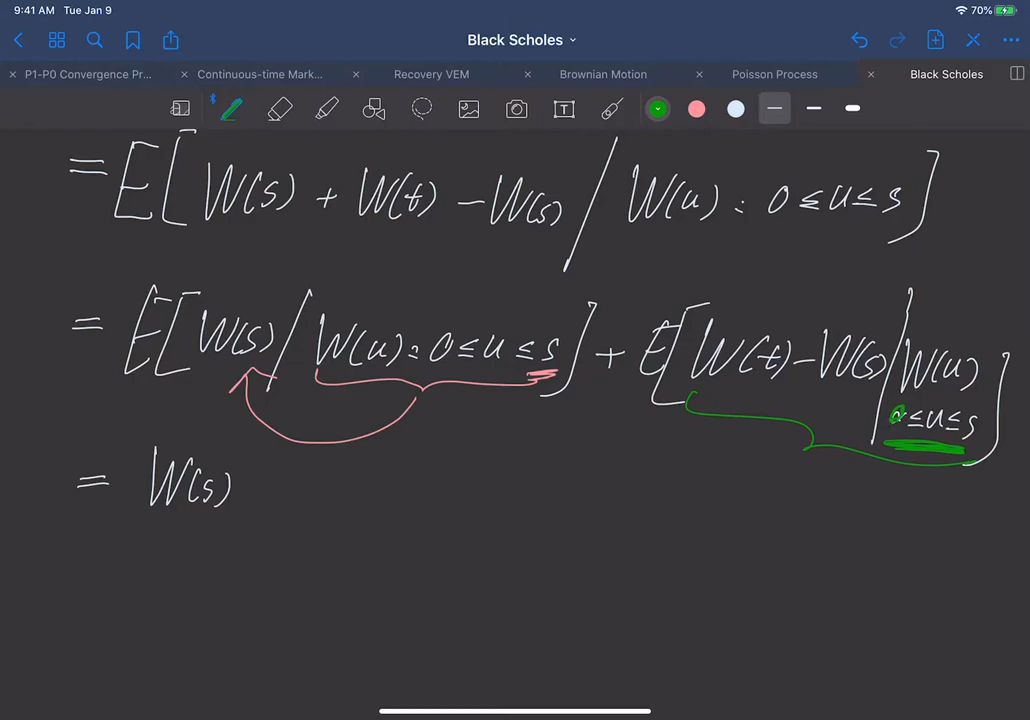 9:41 AM Tue Jan 9
70%
Black Scholes
P1-P0 Convergence Pr...
Continuous-time Mark...
Recovery VEM
Brownian Motion
Poisson Process
Black Scholes
= E[ W(s) + W(t) - W(s) / W(u) : 0 ≤ u ≤ s ]
= E[ W(s) / W(u) : 0 ≤ u ≤ s ] + E[ W(t) - W(s) / W(u)
0 ≤ u ≤ s ]
= W(s)